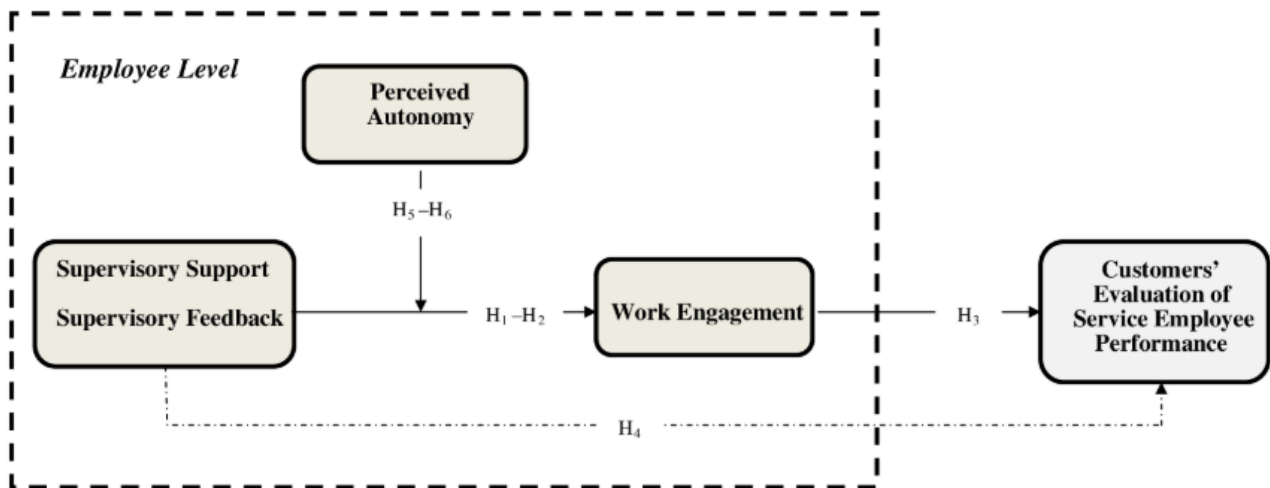 Employee Level
Perceived
Autonomy
H₅–H₆
Supervisory Support
Supervisory Feedback
H₁–H₂
Work Engagement
H₃
Customers’
Evaluation of
Service Employee
Performance
H₄